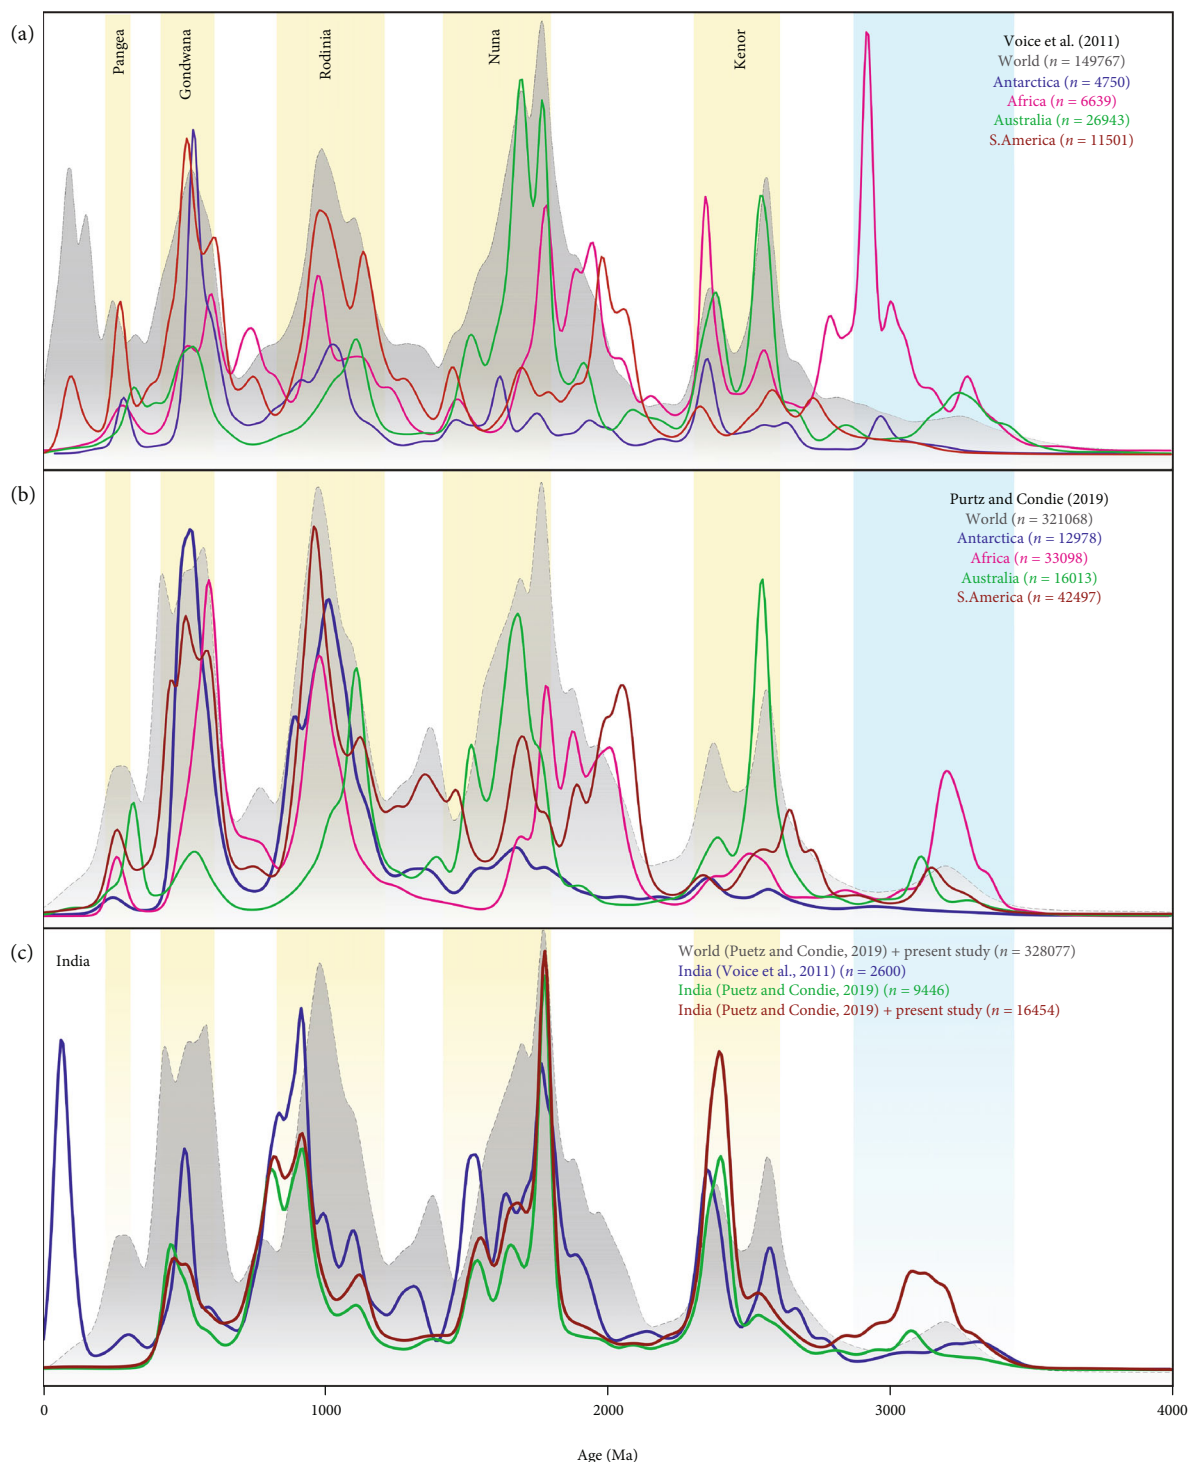 (a)
Pangea
Gondwana
Rodinia
Nuna
Kenor
Voice et al. (2011)
World (n = 149767)
Antarctica (n = 4750)
Africa (n = 6639)
Australia (n = 26943)
S.America (n = 11501)
(b)
Purtz and Condie (2019)
World (n = 321068)
Antarctica (n = 12978)
Africa (n = 33098)
Australia (n = 16013)
S.America (n = 42497)
(c)
India
World (Puetz and Condie, 2019) + present study (n = 328077)
India (Voice et al., 2011) (n = 2600)
India (Puetz and Condie, 2019) (n = 9446)
India (Puetz and Condie, 2019) + present study (n = 16454)
0 1000 2000 3000 4000
Age (Ma)